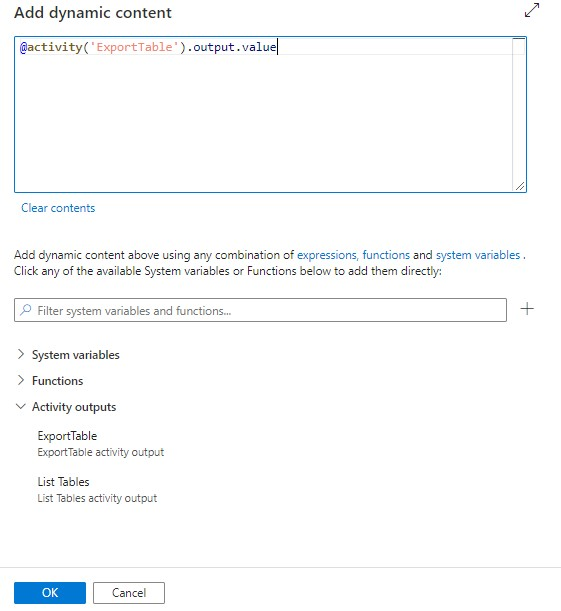 Add dynamic content
@activity('ExportTable').output.value
Clear contents
Add dynamic content above using any combination of expressions, functions and system variables .
Click any of the available System variables or Functions below to add them directly:
Filter system variables and functions...
System variables
Functions
Activity outputs
ExportTable
ExportTable activity output
List Tables
List Tables activity output
OK Cancel